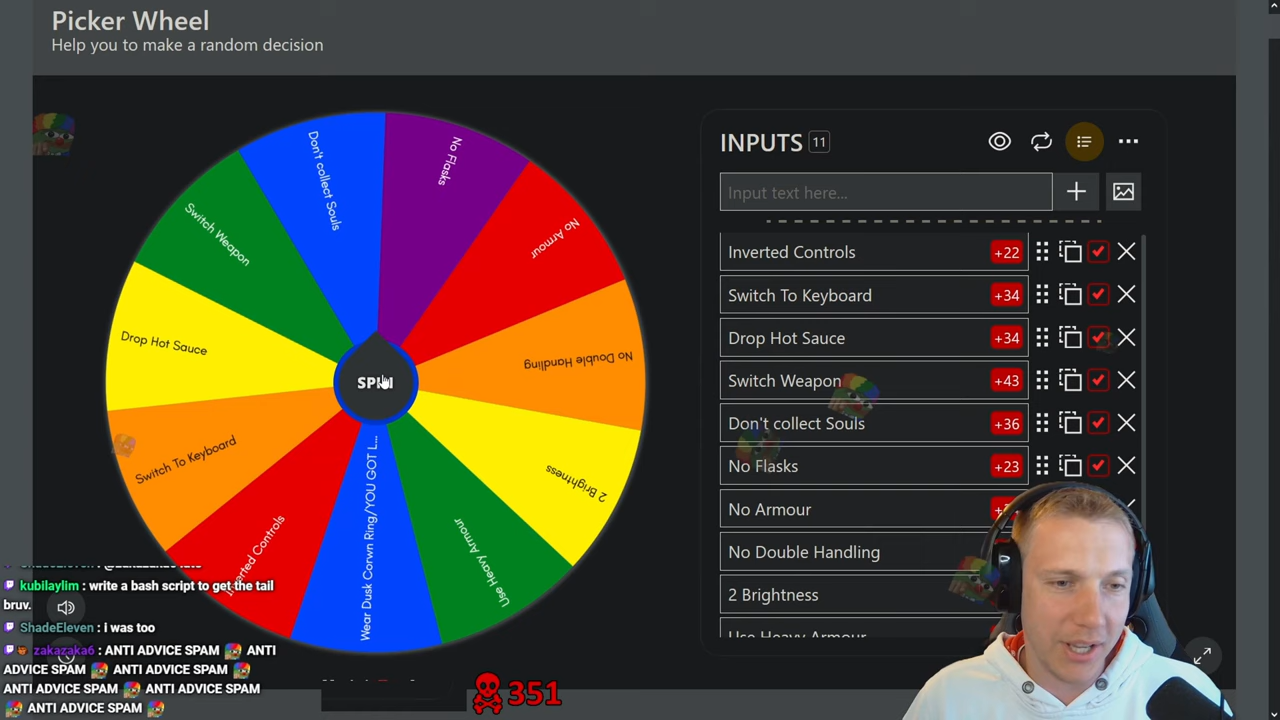 Picker Wheel
Help you to make a random decision
Don't collect Souls
No Flasks
No Armour
No Double Handling
2 Brightness
Use Heavy Armour
Wear Dusk Corwn Ring/YOU GOT L...
Inverted Controls
Switch To Keyboard
Drop Hot Sauce
Switch Weapon
SPIN
INPUTS 11
Input text here...
Inverted Controls +22
Switch To Keyboard +34
Drop Hot Sauce +34
Switch Weapon +43
Don't collect Souls +36
No Flasks +23
No Armour
No Double Handling
2 Brightness
Use Heavy Armour
kubilaylim : write a bash script to get the tail
bruv.
ShadeEleven : i was too
zakazaka6 : ANTI ADVICE SPAM ANTI
ADVICE SPAM ANTI ADVICE SPAM
ANTI ADVICE SPAM ANTI ADVICE SPAM
ANTI ADVICE SPAM
351